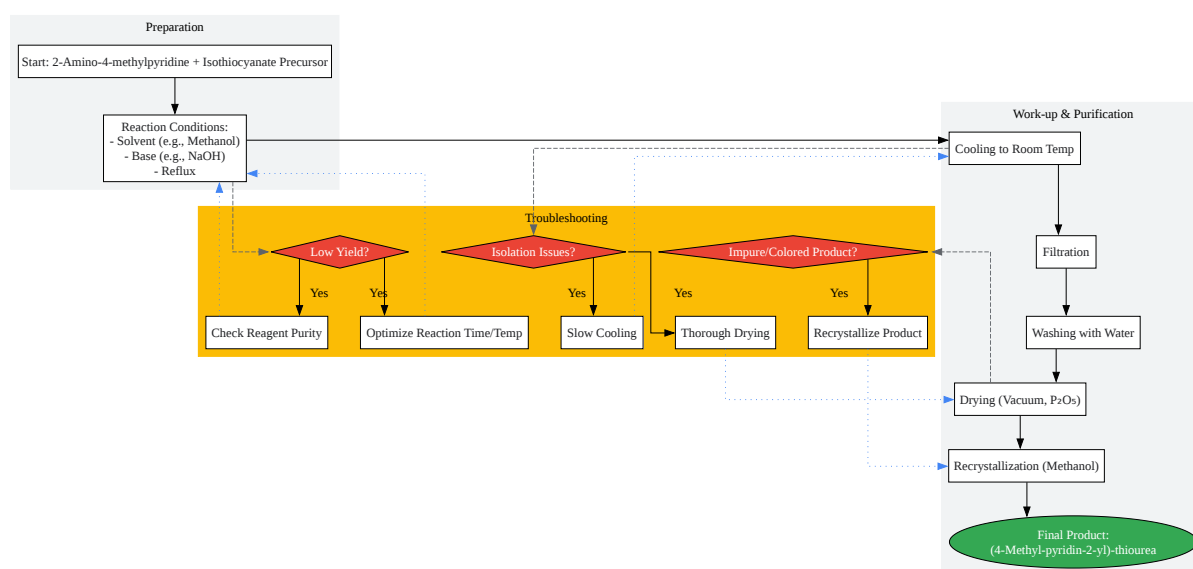 Preparation
Start: 2-Amino-4-methylpyridine + Isothiocyanate Precursor
Reaction Conditions:
- Solvent (e.g., Methanol)
- Base (e.g., NaOH)
- Reflux
Work-up & Purification
Cooling to Room Temp
Troubleshooting
Low Yield?
Isolation Issues?
Impure/Colored Product?
Filtration
Yes
Yes
Yes
Yes
Yes
Check Reagent Purity
Optimize Reaction Time/Temp
Slow Cooling
Thorough Drying
Recrystallize Product
Washing with Water
Drying (Vacuum, P₂O₅)
Recrystallization (Methanol)
Final Product:
(4-Methyl-pyridin-2-yl)-thiourea